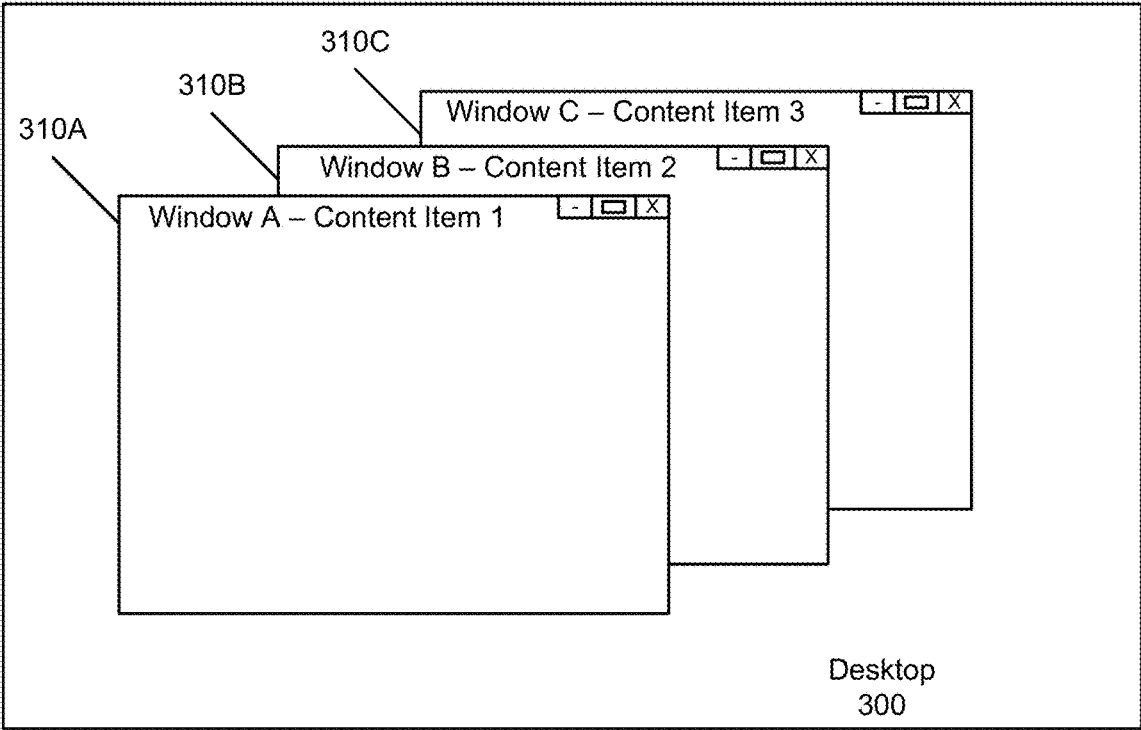 310C
Window C – Content Item 3
- X
310B
Window B – Content Item 2
- X
310A
Window A – Content Item 1
- X
Desktop
300